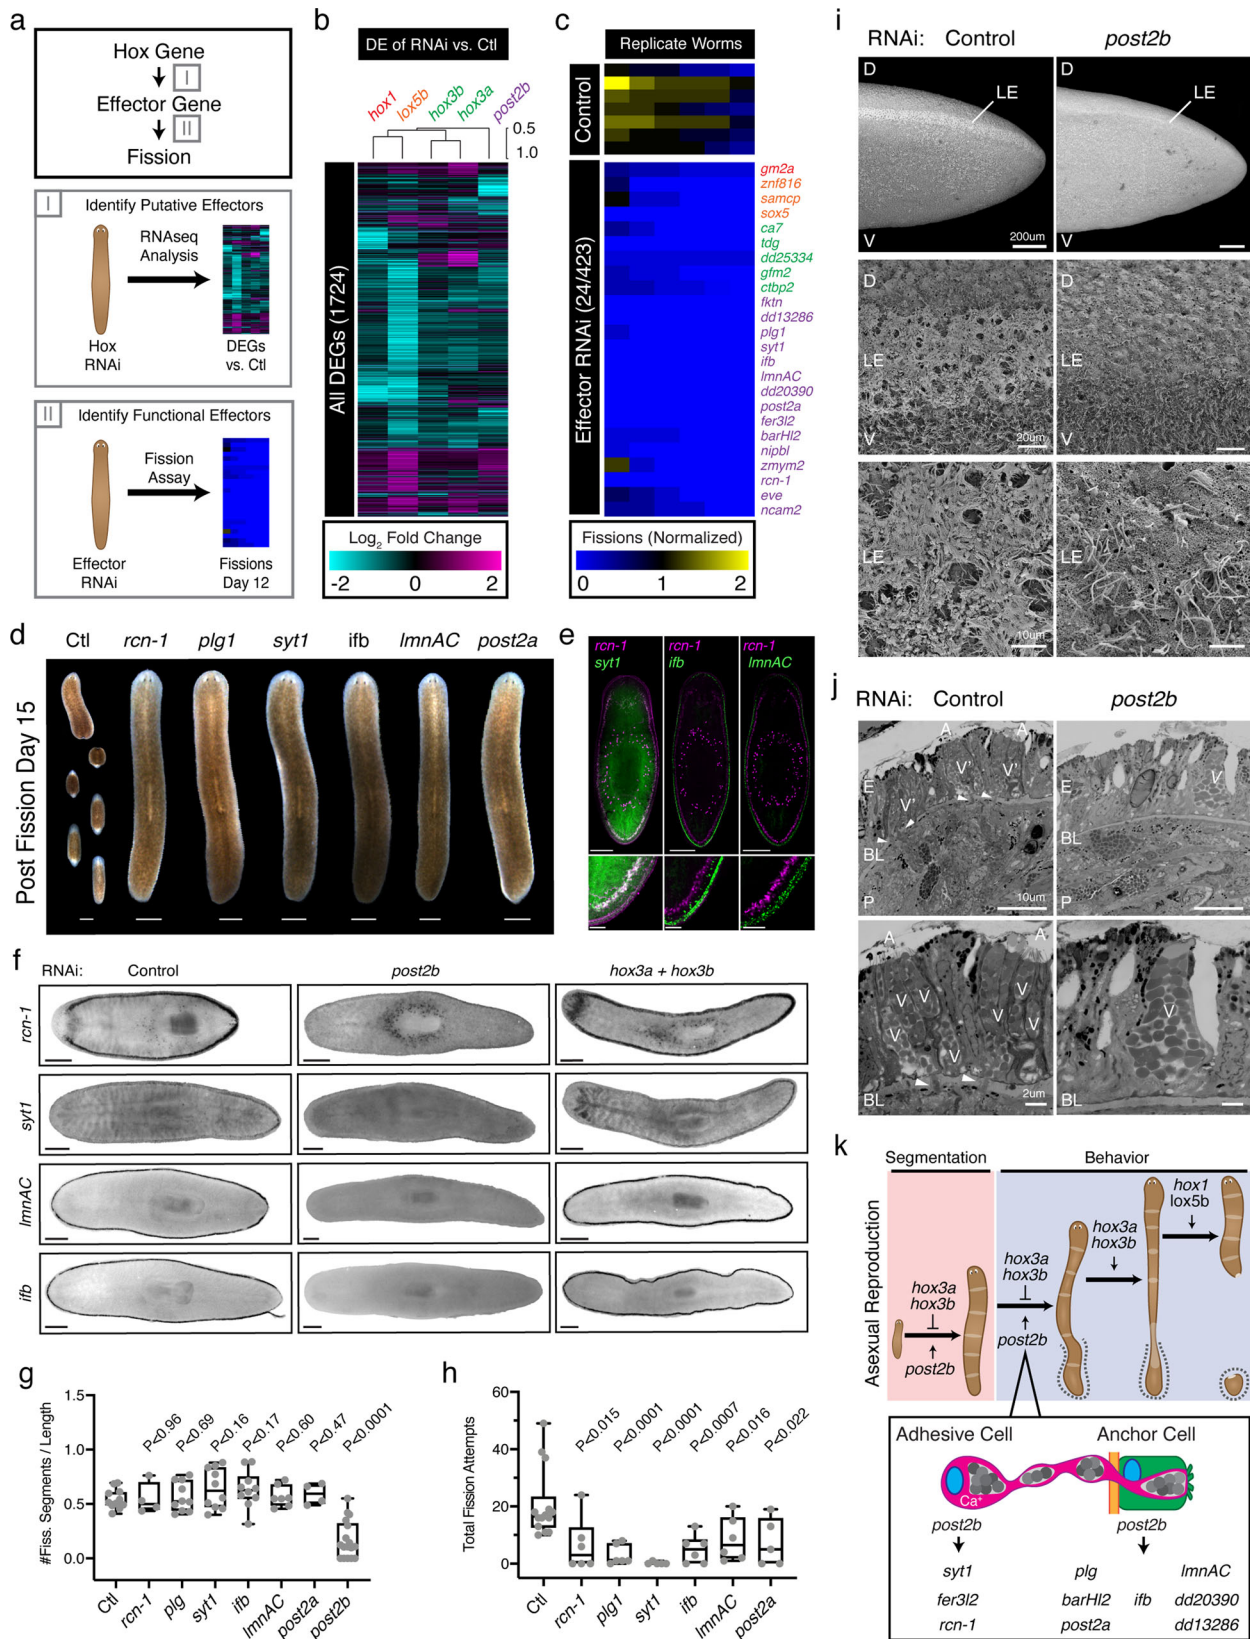 a
Hox Gene
I
Effector Gene
II
Fission
I
Identify Putative Effectors
RNAseq
Analysis
Hox
RNAi
DEGs
vs. Ctl
II
Identify Functional Effectors
Fission
Assay
Effector
RNAi
Fissions
Day 12
b
DE of RNAi vs. Ctl
hox1
lox5b
hox3b
hox3a
post2b
0.5
1.0
All DEGs (1724)
Log2 Fold Change
-2 0 2
c
Replicate Worms
Control
Effector RNAi (24/423)
gm2a
znf816
samcp
sox5
ca7
tdg
dd25334
gfm2
ctbp2
fktn
dd13286
plg1
syt1
ifb
lmnAC
dd20390
post2a
fer3l2
barHl2
nipbl
zmym2
rcn-1
eve
ncam2
Fissions (Normalized)
0 1 2
d
Ctl rcn-1 plg1 syt1 ifb lmnAC post2a
Post Fission Day 15
e
rcn-1 rcn-1 rcn-1
syt1 ifb lmnAC
f
RNAi: Control post2b hox3a + hox3b
rcn-1
syt1
lmnAC
ifb
g
#Fiss. Segments / Length
1.5
1.0
0.5
0.0
P<0.96
P<0.69
P<0.16
P<0.17
P<0.60
P<0.47
P<0.0001
Ctl
rcn-1
plg
syt1
ifb
lmnAC
post2a
post2b
h
Total Fission Attempts
60
40
20
0
P<0.015
P<0.0001
P<0.0001
P<0.0007
P<0.016
P<0.022
Ctl
rcn-1
plg1
syt1
ifb
lmnAC
post2a
i
RNAi: Control post2b
D
LE
V
200um
D
LE
V
D
LE
V
20um
D
LE
V
LE
10um
LE
j
RNAi: Control post2b
A A
E
V' V' V'
BL
P
10um
E
V
BL
P
A A
V V V V V V
BL
2um
V
BL
k
Segmentation
Behavior
Asexual Reproduction
hox3a
hox3b
post2b
hox3a
hox3b
post2b
hox3a
hox3b
hox1
lox5b
Adhesive Cell
Anchor Cell
Ca+
post2b post2b
syt1 plg lmnAC
fer3l2 barHl2 ifb dd20390
rcn-1 post2a dd13286